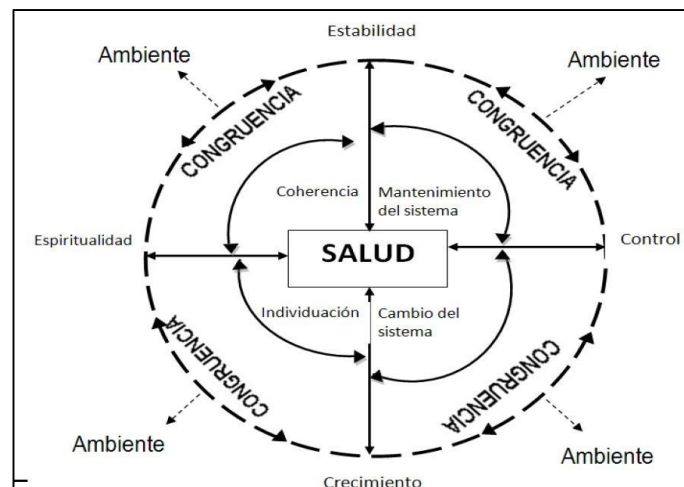 Estabilidad
Ambiente
Ambiente
CONGRUENCIA
CONGRUENCIA
Coherencia
Mantenimiento
del sistema
Espiritualidad
SALUD
Control
Individuación
Cambio del
sistema
CONGRUENCIA
CONGRUENCIA
Ambiente
Ambiente
Crecimiento